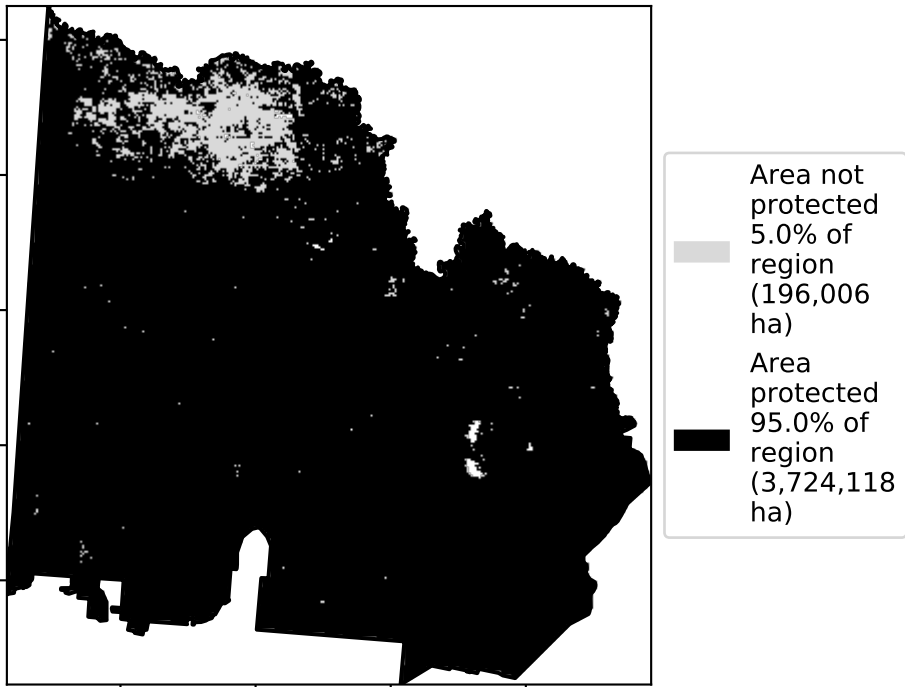 Area not
protected
5.0% of
region
(196,006
ha)
Area
protected
95.0% of
region
(3,724,118
ha)